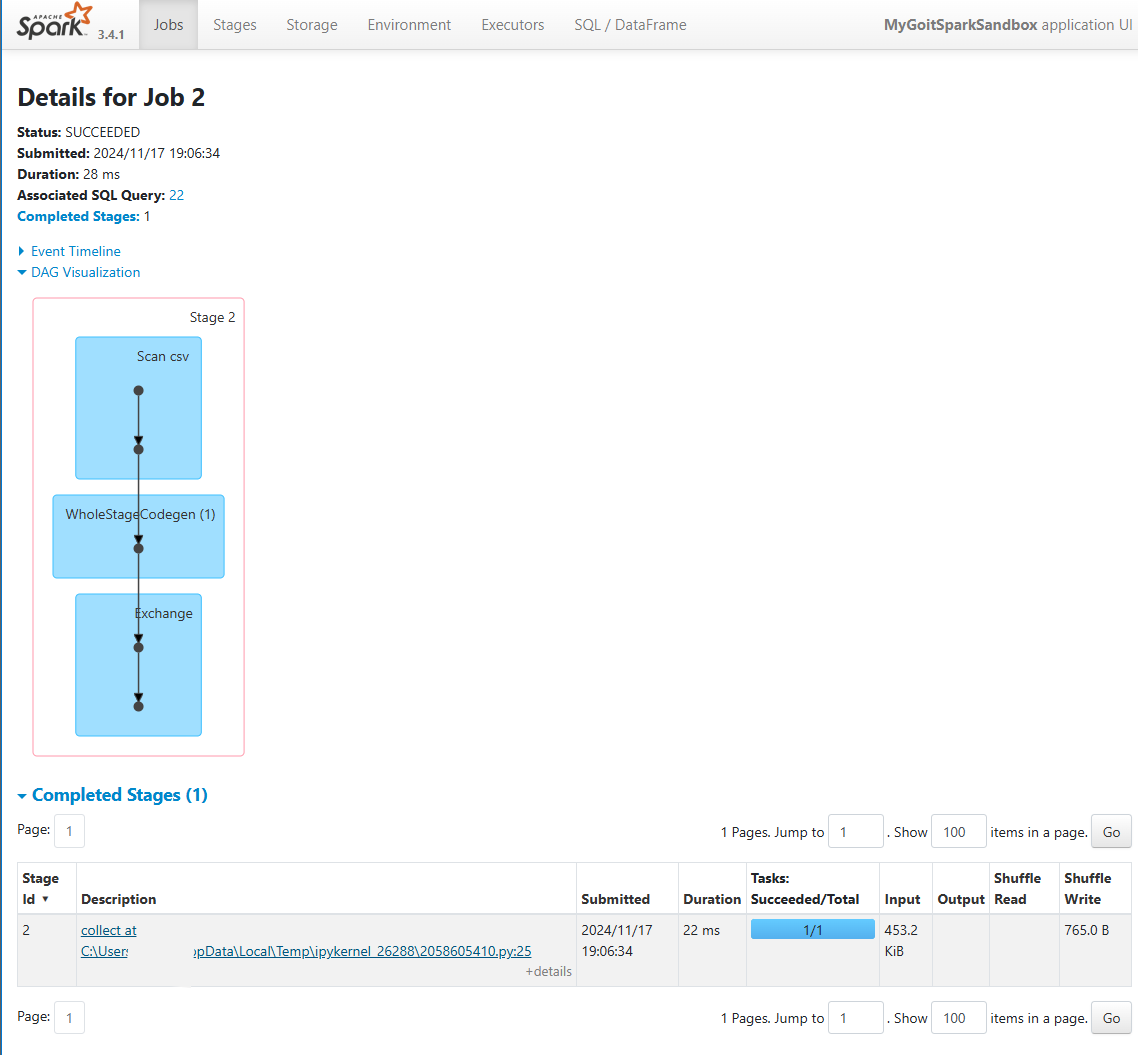 APACHE
Spark 3.4.1 Jobs Stages Storage Environment Executors SQL / DataFrame MyGoitSparkSandbox application UI
Details for Job 2
Status: SUCCEEDED
Submitted: 2024/11/17 19:06:34
Duration: 28 ms
Associated SQL Query: 22
Completed Stages: 1
Event Timeline
DAG Visualization
Stage 2
Scan csv
WholeStageCodegen (1)
Exchange
Completed Stages (1)
Page: 1 1 Pages. Jump to 1 . Show 100 items in a page. Go
Stage Id ▾ Description Submitted Duration Tasks: Succeeded/Total Input Output Shuffle Read Shuffle Write
2 collect at 2024/11/17 22 ms 1/1 453.2 765.0 B
C:\Users pData\Local\Temp\ipykernel_26288\2058605410.py:25 19:06:34 KiB
+details
Page: 1 1 Pages. Jump to 1 . Show 100 items in a page. Go